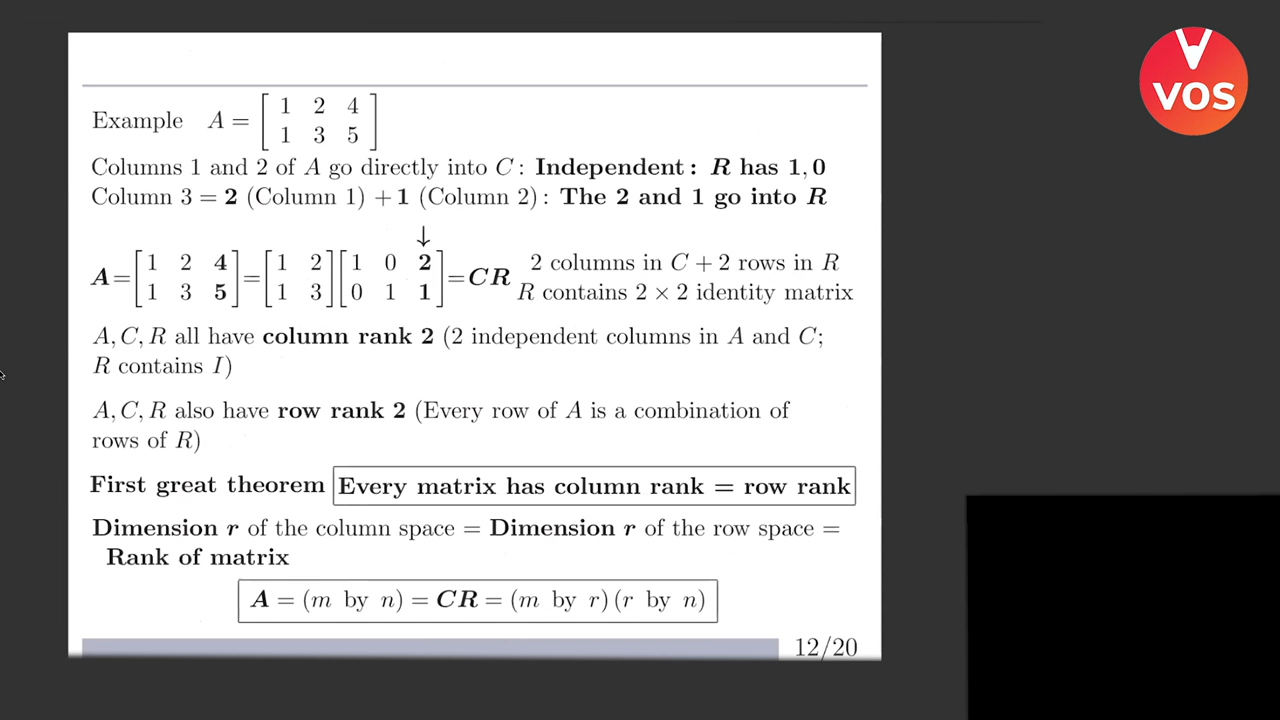 VOS
Example A = [ 1 2 4
1 3 5 ]
Columns 1 and 2 of A go directly into C : Independent : R has 1, 0
Column 3 = 2 (Column 1) + 1 (Column 2) : The 2 and 1 go into R
↓
A = [ 1 2 4 ] = [ 1 2 ] [ 1 0 2 ] = CR 2 columns in C + 2 rows in R
[ 1 3 5 ] [ 1 3 ] [ 0 1 1 ] R contains 2 × 2 identity matrix
A, C, R all have column rank 2 (2 independent columns in A and C;
R contains I)
A, C, R also have row rank 2 (Every row of A is a combination of
rows of R)
First great theorem Every matrix has column rank = row rank
Dimension r of the column space = Dimension r of the row space =
Rank of matrix
A = (m by n) = CR = (m by r) (r by n)
12/20